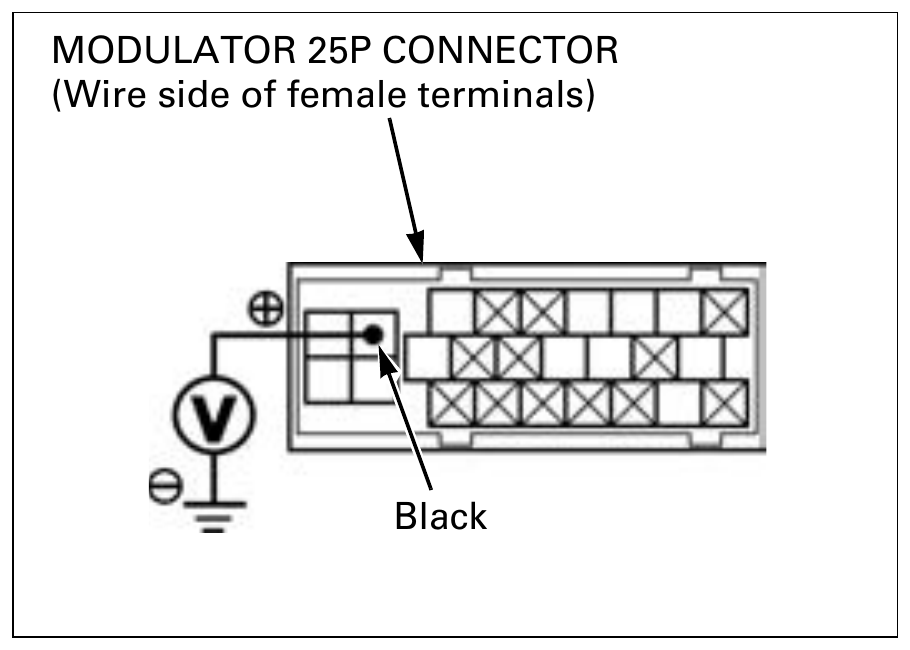 MODULATOR 25P CONNECTOR
(Wire side of female terminals)
V
Black